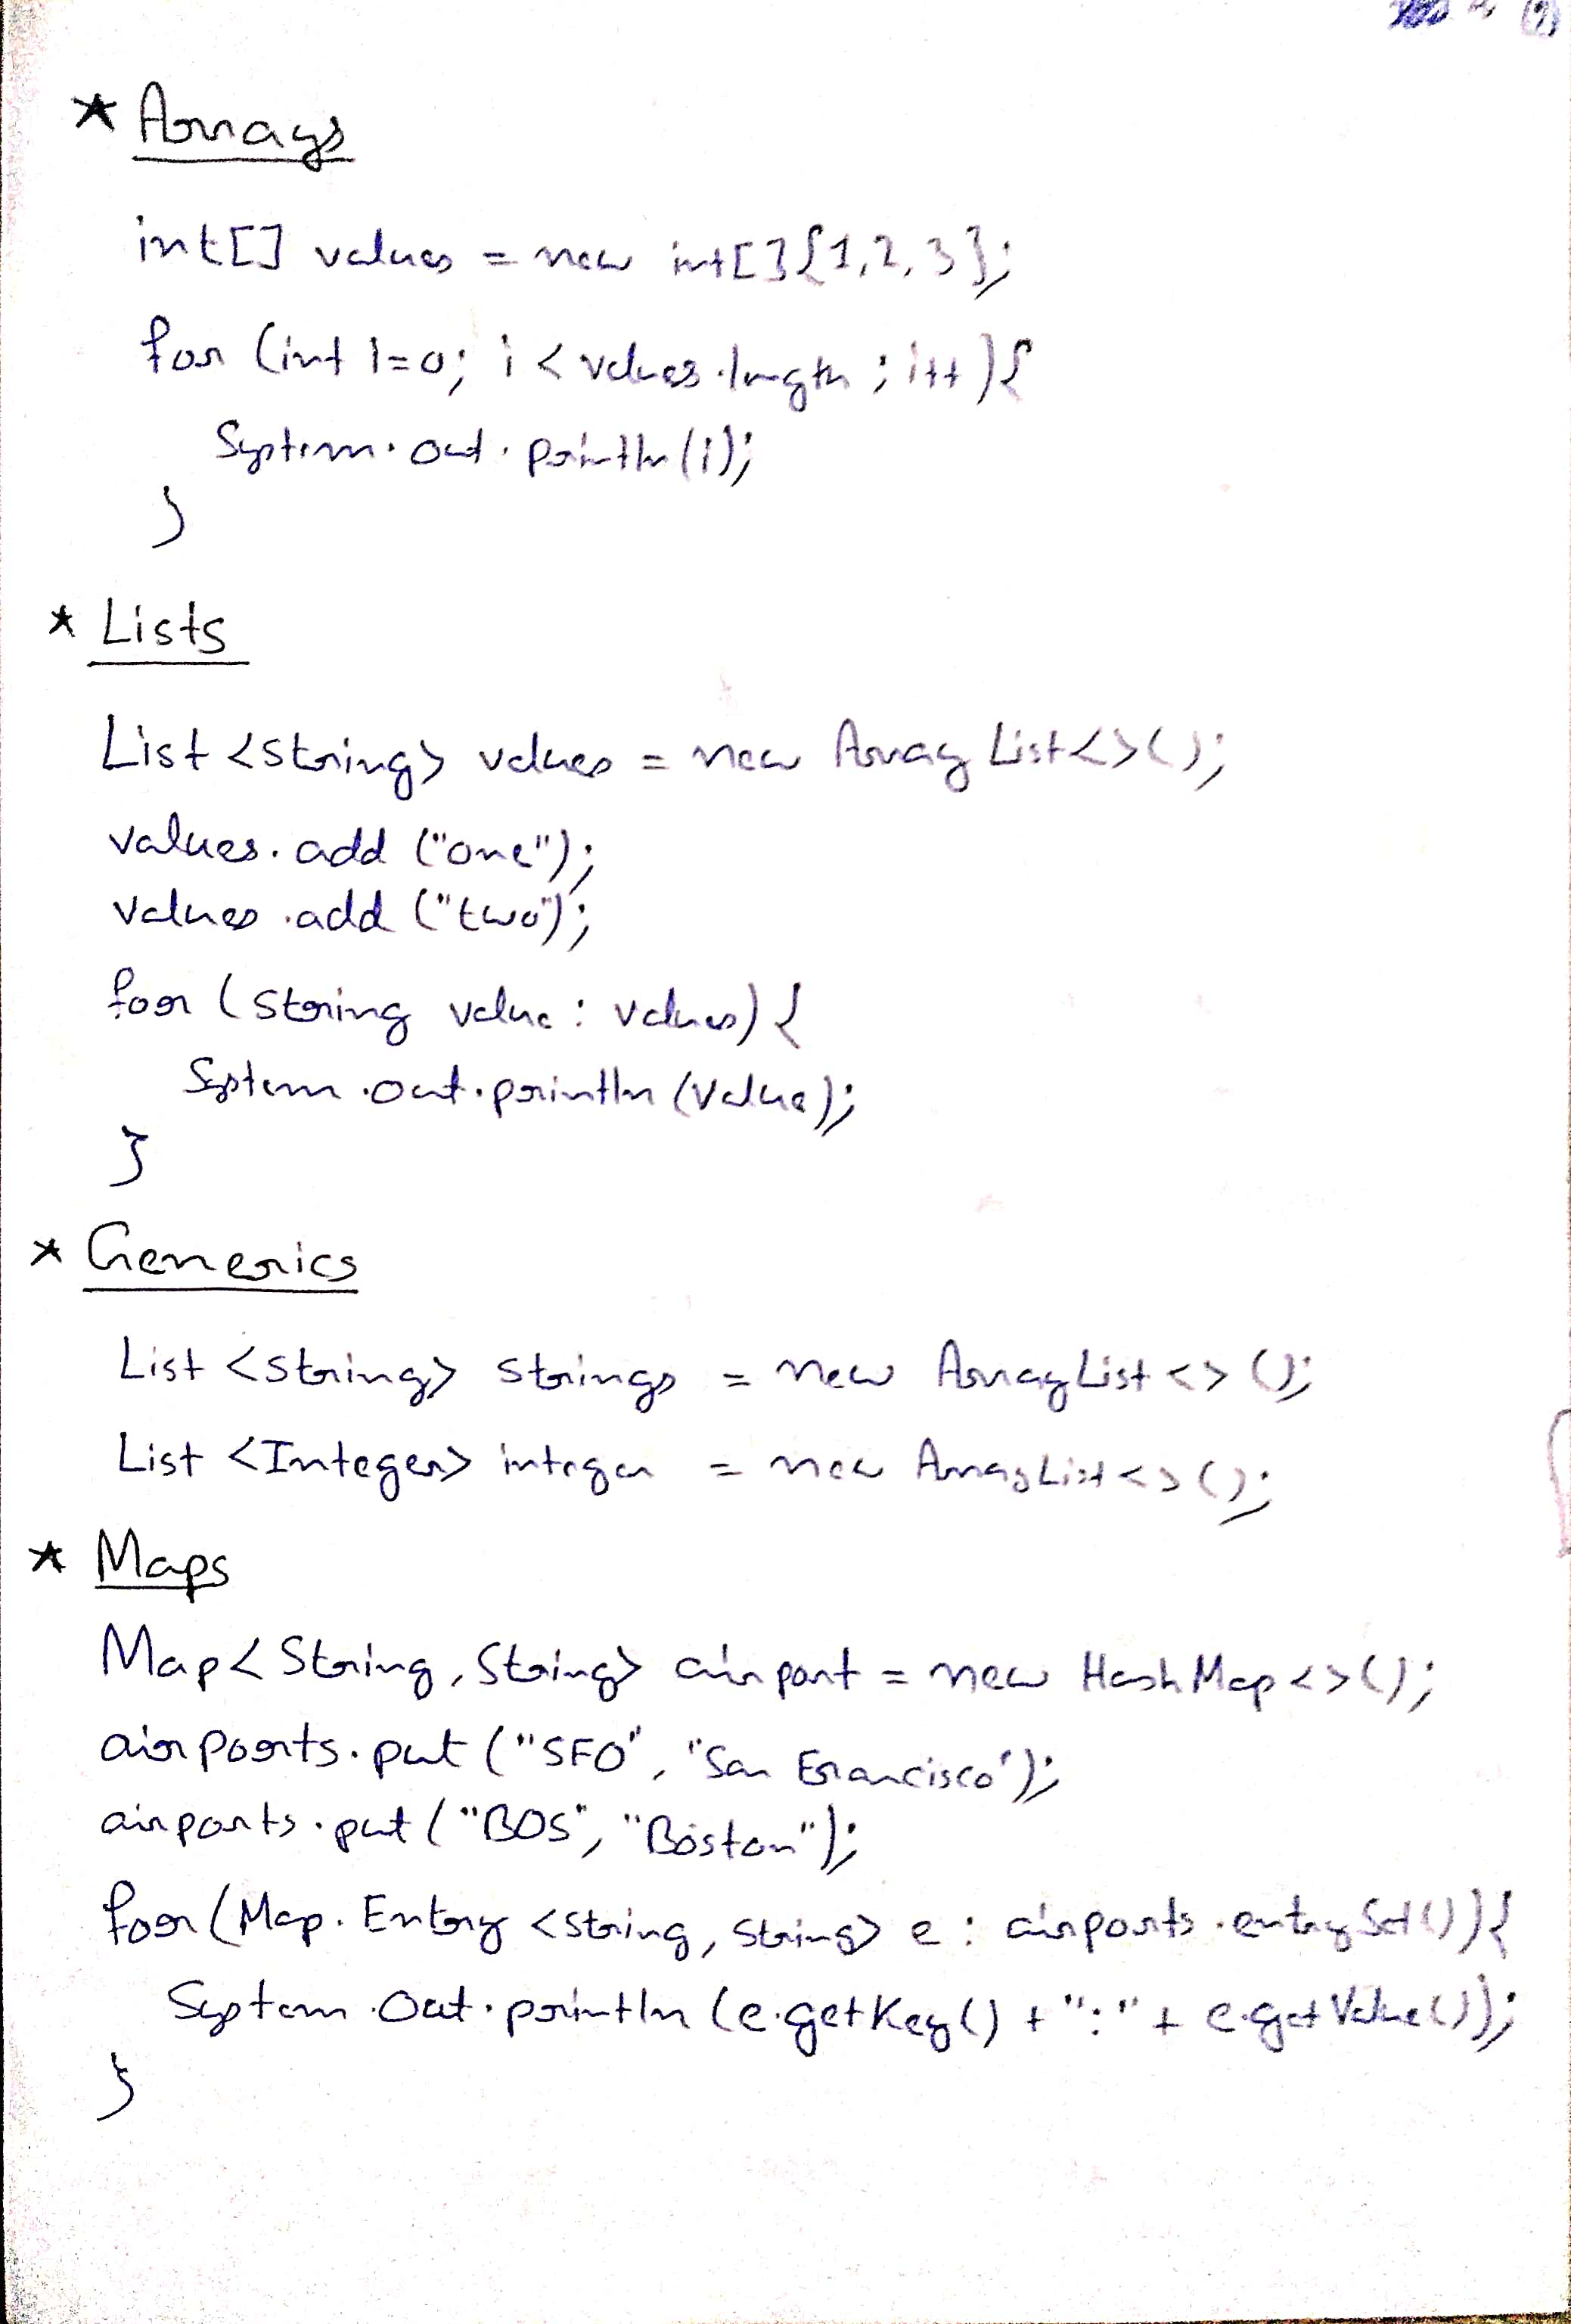 * Arrays
int[] values = new int[]{1,2,3};
for (int i=0; i < values.length; i++){
System.out.println(i);
}
* Lists
List <String> values = new ArrayList<>();
values.add ("one");
values.add ("two");
for (String value : values) {
System.out.println (value);
}
* Generics
List <String> strings = new ArrayList <> ();
List <Integer> integer = new ArrayList <> ();
* Maps
Map< String, String> airport = new HashMap <>();
airports.put ("SFO", "San Francisco");
airports.put ("BOS", "Boston");
for (Map.Entry <String, String> e : airports.entrySet()){
System.out.println (e.getKey() + ":" + e.getValue());
}